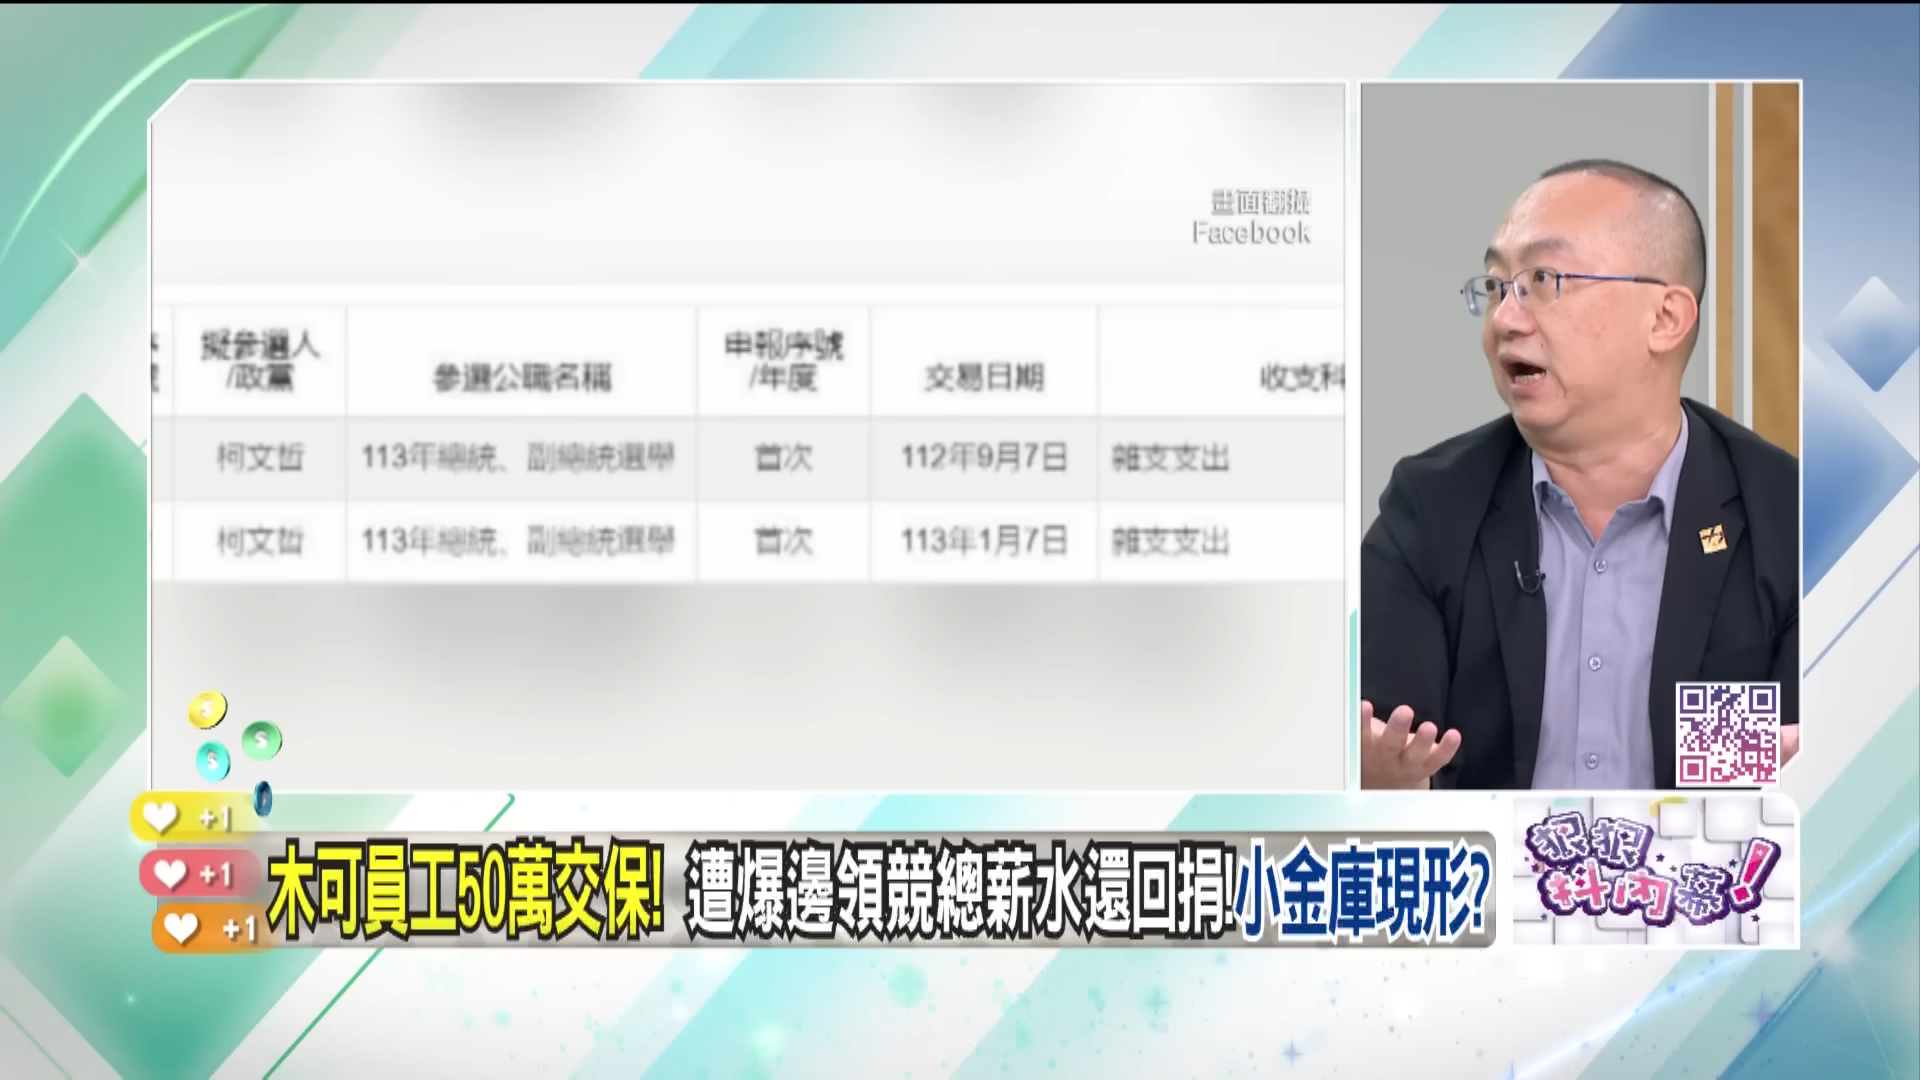 畫面翻攝
Facebook
擬參選人
/政黨
參選公職名稱
申報序號
/年度
交易日期
收支科
柯文哲
113年總統、副總統選舉
首次
112年9月7日
雜支支出
柯文哲
113年總統、副總統選舉
首次
113年1月7日
雜支支出
+1
+1
+1
木可員工50萬交保! 遭爆邊領競總薪水還回捐!小金庫現形?
狠狠
抖內幕!